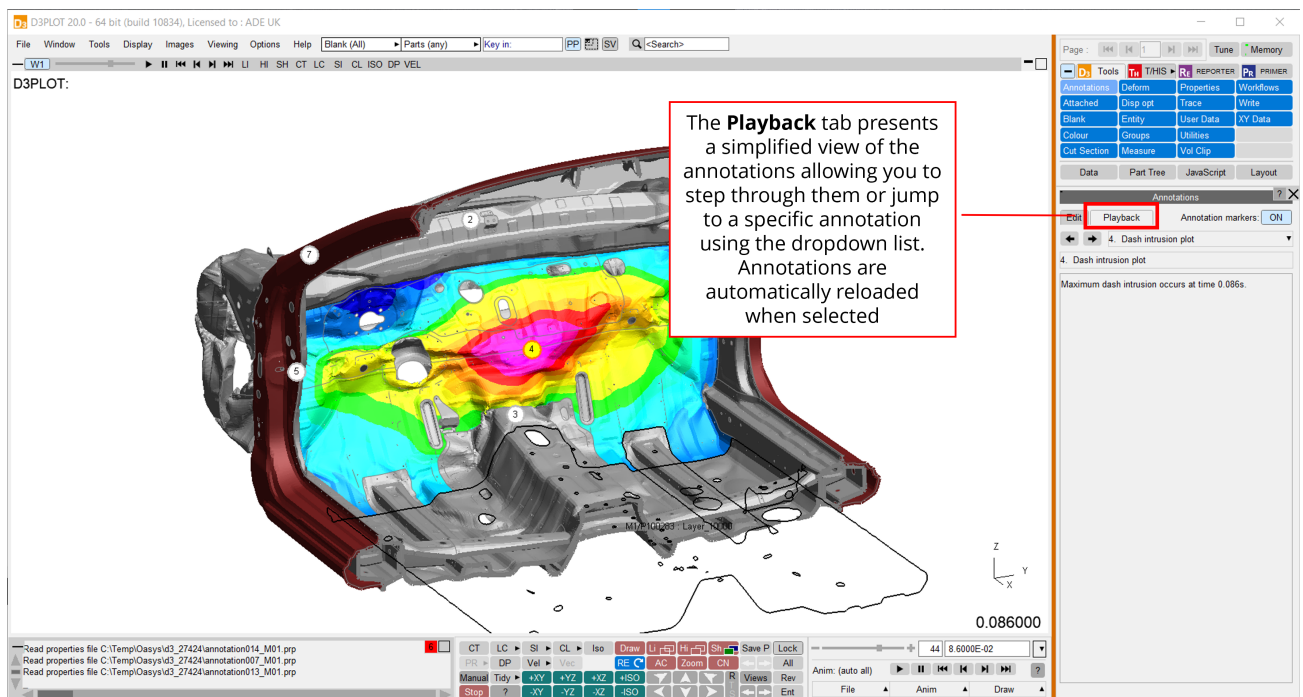 D3PLOT 20.0 - 64 bit (build 10834), Licensed to : ADE UK
File Window Tools Display Images Viewing Options Help Blank (All) Parts (any) Key in: PP SV <Search>
W1 LI HI SH CT LC SI CL ISO DP VEL
D3PLOT:
The Playback tab presents
a simplified view of the
annotations allowing you to
step through them or jump
to a specific annotation
using the dropdown list.
Annotations are
automatically reloaded
when selected
2
7
4
5
3
M1/P100283 : Layer_10000
Z
Y
X
0.086000
Page : 1 Tune * Memory
D3 Tools TH T/HIS RE REPORTER PR PRIMER
Annotations Deform Properties Workflows
Attached Disp opt Trace Write
Blank Entity User Data XY Data
Colour Groups Utilities
Cut Section Measure Vol Clip
Data Part Tree JavaScript Layout
Annotations ? X
Edit Playback Annotation markers: ON
4. Dash intrusion plot
4. Dash intrusion plot
Maximum dash intrusion occurs at time 0.086s.
Read properties file C:\Temp\Oasys\d3_27424\annotation014_M01.prp
Read properties file C:\Temp\Oasys\d3_27424\annotation007_M01.prp
Read properties file C:\Temp\Oasys\d3_27424\annotation013_M01.prp
CT LC SI CL Iso Draw Li Hi Sh Save P Lock
PR DP Vel Vec RE AC Zoom CN All
Manual Tidy +XY +YZ +XZ +ISO R Views Rev
Stop ? -XY -YZ -XZ -ISO Ent
44 8.6000E-02
Anim: (auto all) ?
File Anim Draw